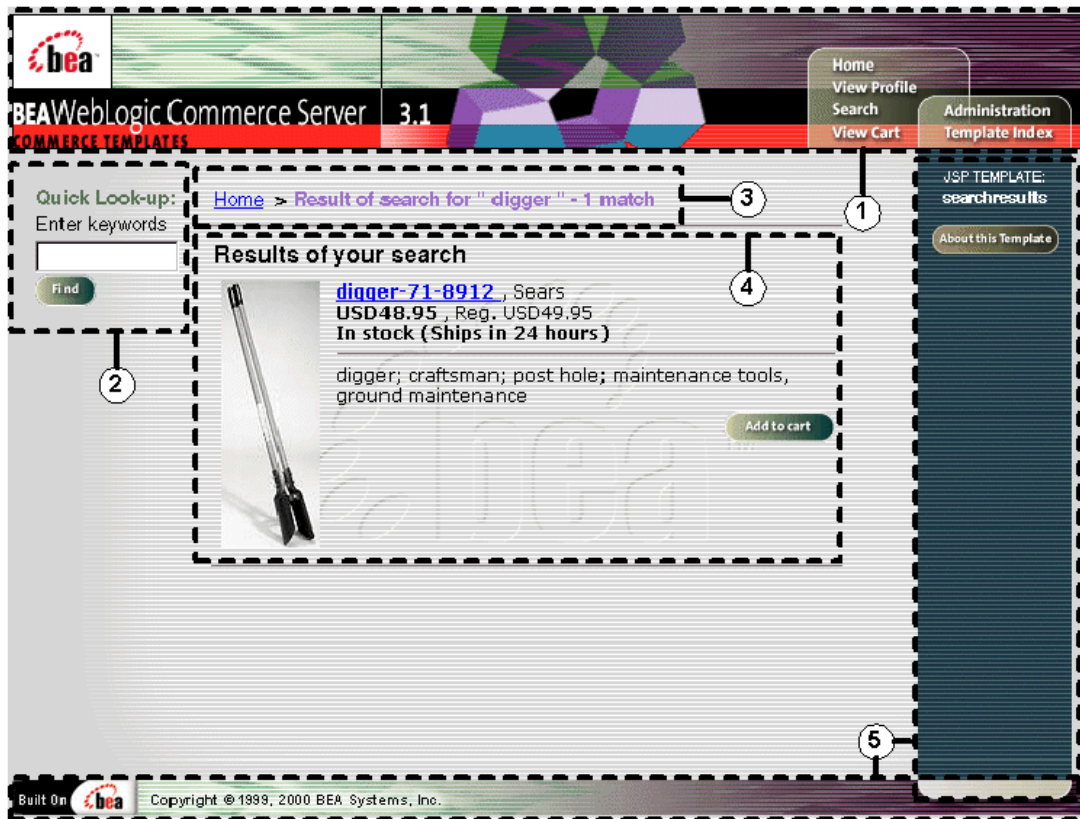 bea
BEA WebLogic Commerce Server 3.1
COMMERCE TEMPLATES
Home
View Profile
Search
View Cart
Administration
Template Index
1
Quick Look-up:
Enter keywords
Find
2
Home > Result of search for " digger " - 1 match
3
Results of your search
digger-71-8912 , Sears
USD48.95 , Reg. USD49.95
In stock (Ships in 24 hours)
digger; craftsman; post hole; maintenance tools,
ground maintenance
Add to cart
bea
4
JSP TEMPLATE:
searchresults
About this Template
5
Built On bea Copyright © 1999, 2000 BEA Systems, Inc.